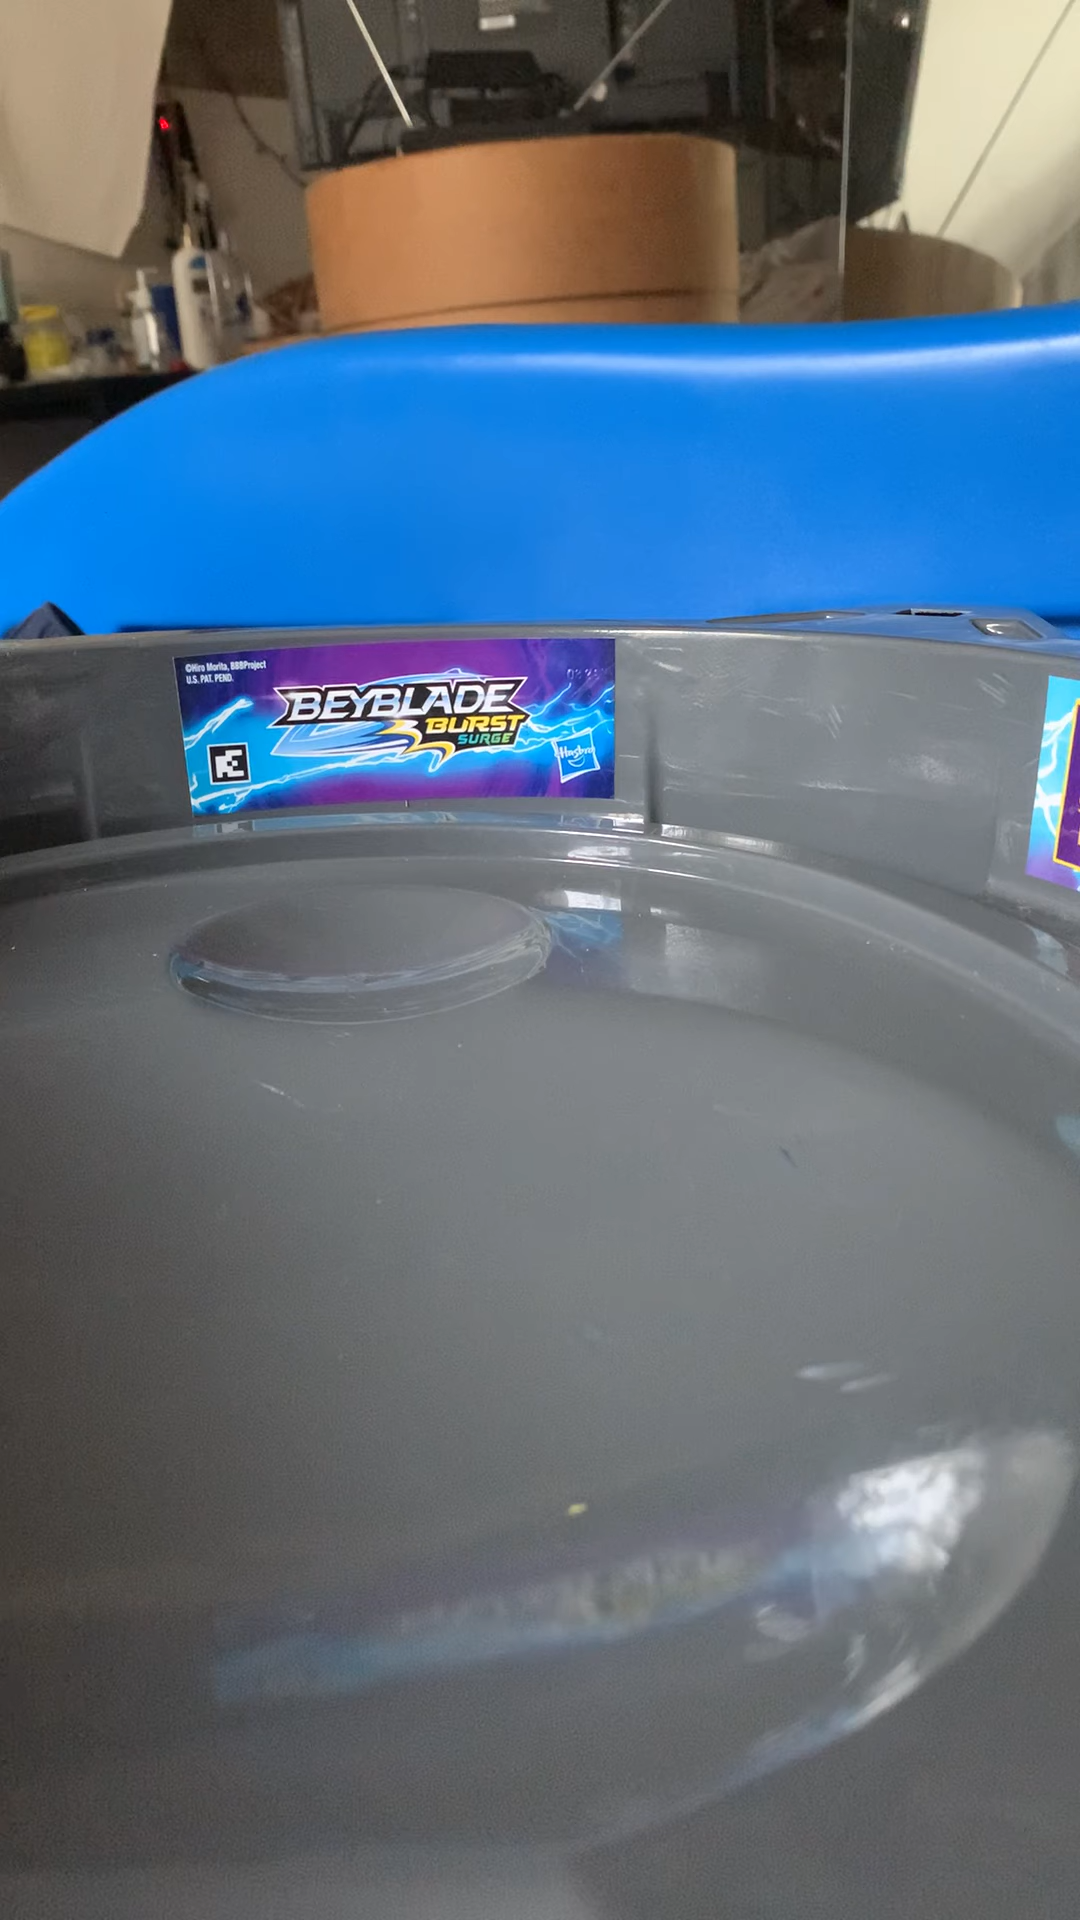 ©Hiro Morita, BBBProject
U.S. PAT. PEND.
BEYBLADE
BURST
SURGE
Hasbro